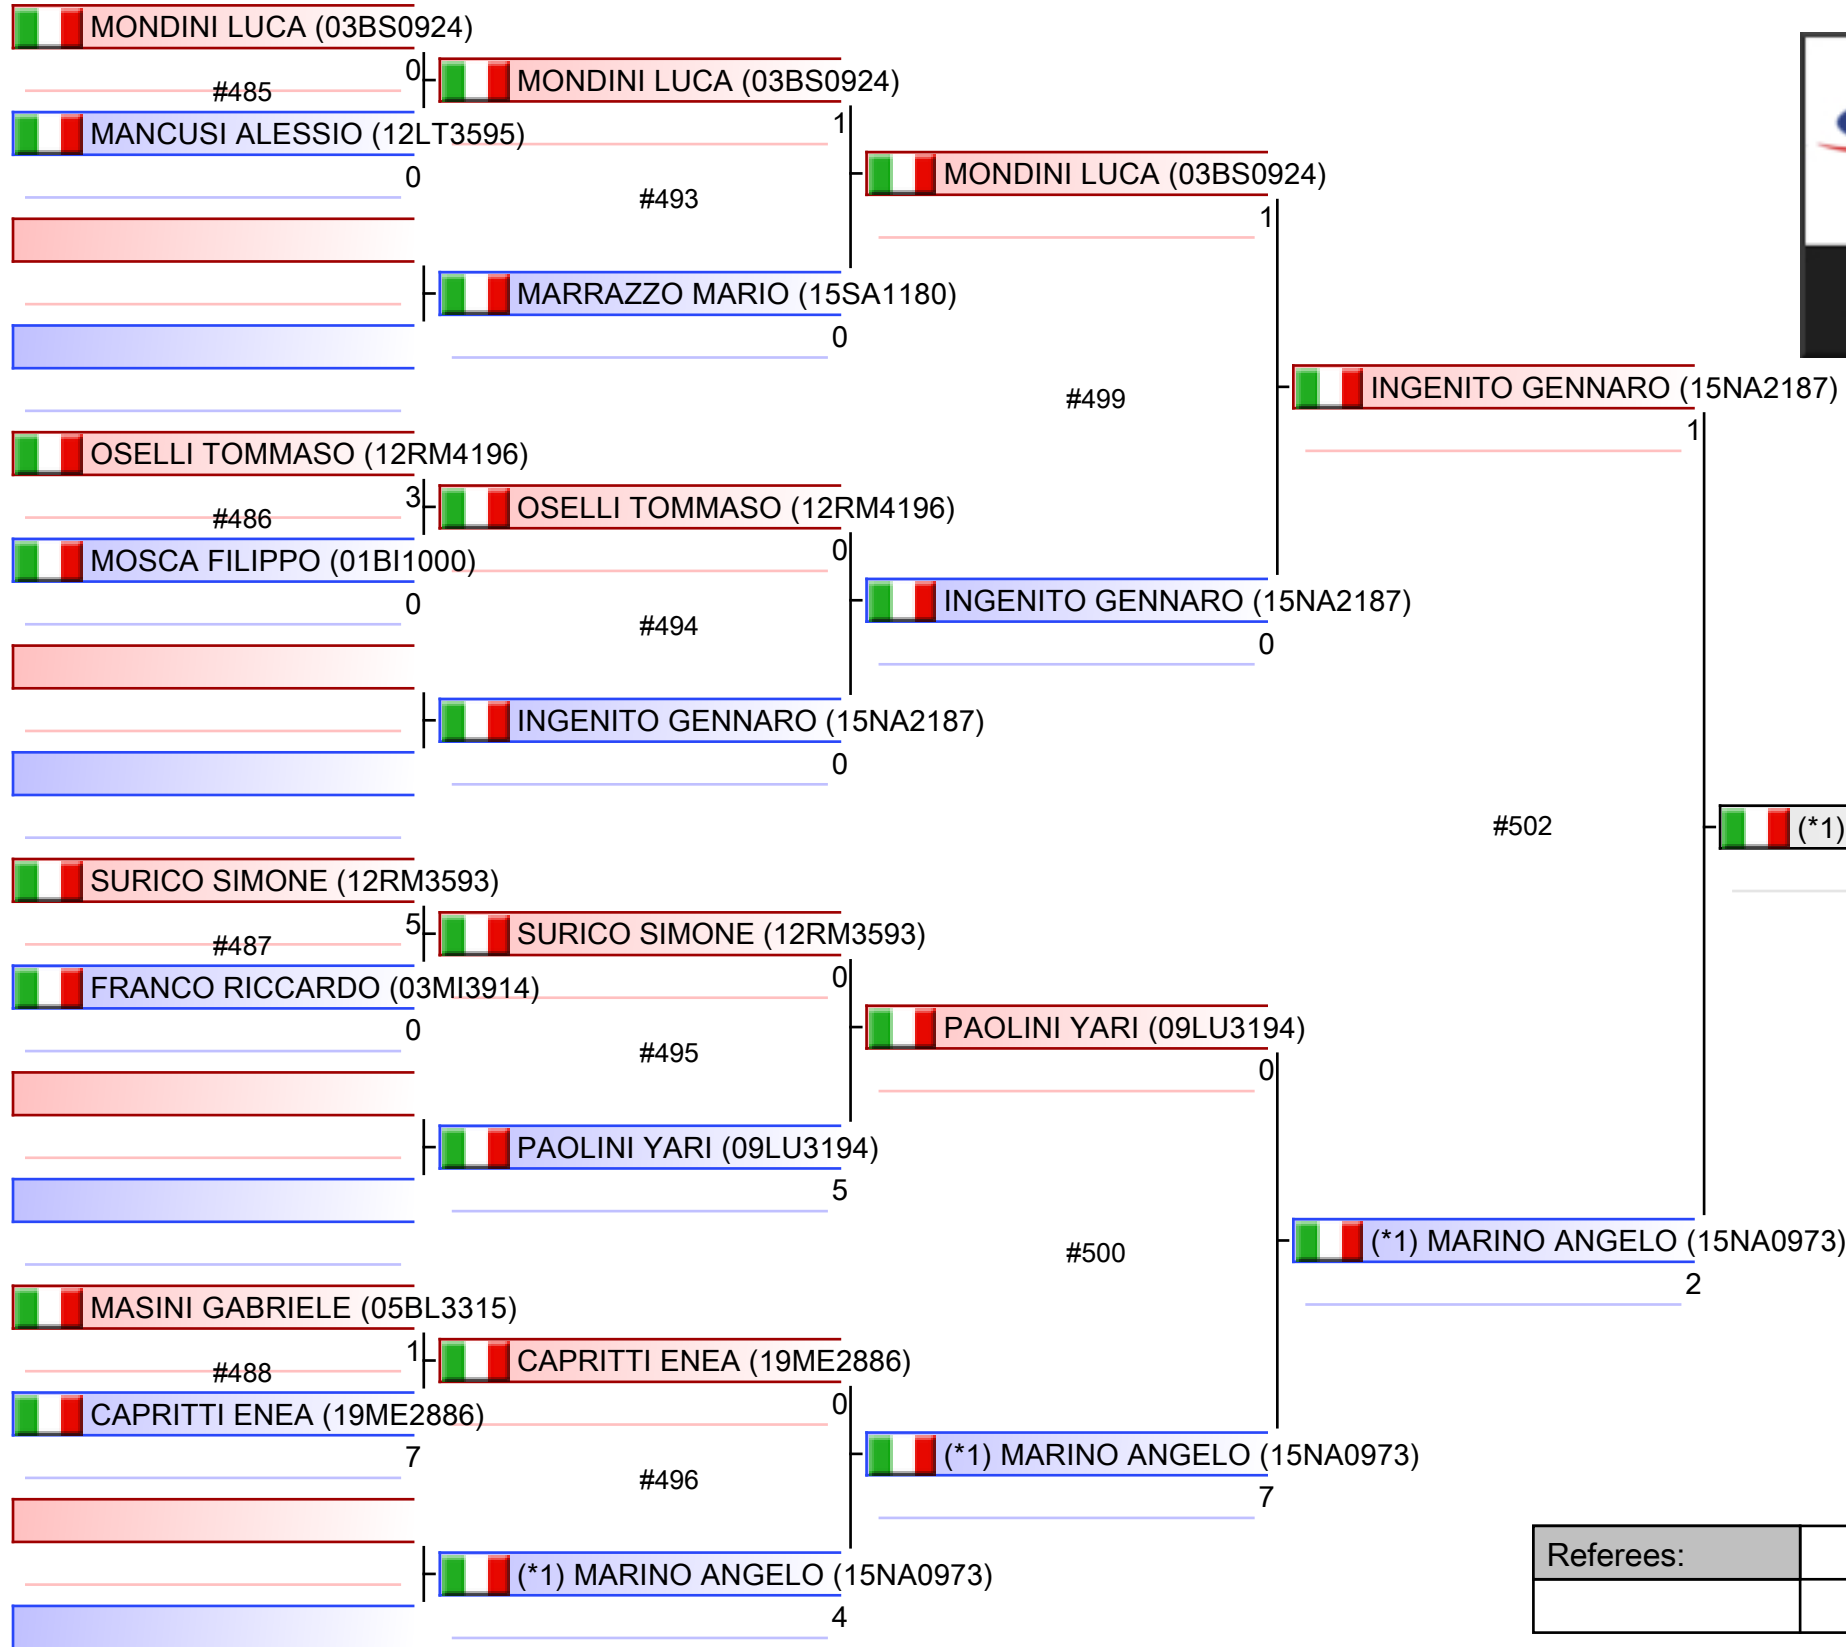 MONDINI LUCA (03BS0924)
0
#485
MANCUSI ALESSIO (12LT3595)
0
OSELLI TOMMASO (12RM4196)
3
#486
MOSCA FILIPPO (01BI1000)
0
SURICO SIMONE (12RM3593)
5
#487
FRANCO RICCARDO (03MI3914)
0
MASINI GABRIELE (05BL3315)
1
#488
CAPRITTI ENEA (19ME2886)
7
MONDINI LUCA (03BS0924)
1
#493
MARRAZZO MARIO (15SA1180)
0
OSELLI TOMMASO (12RM4196)
0
#494
INGENITO GENNARO (15NA2187)
0
SURICO SIMONE (12RM3593)
0
#495
PAOLINI YARI (09LU3194)
5
CAPRITTI ENEA (19ME2886)
0
#496
(*1) MARINO ANGELO (15NA0973)
4
MONDINI LUCA (03BS0924)
1
#499
INGENITO GENNARO (15NA2187)
0
PAOLINI YARI (09LU3194)
0
#500
(*1) MARINO ANGELO (15NA0973)
7
INGENITO GENNARO (15NA2187)
1
#502
(*1) MARINO ANGELO (15NA0973)
2
(*1)
Referees: